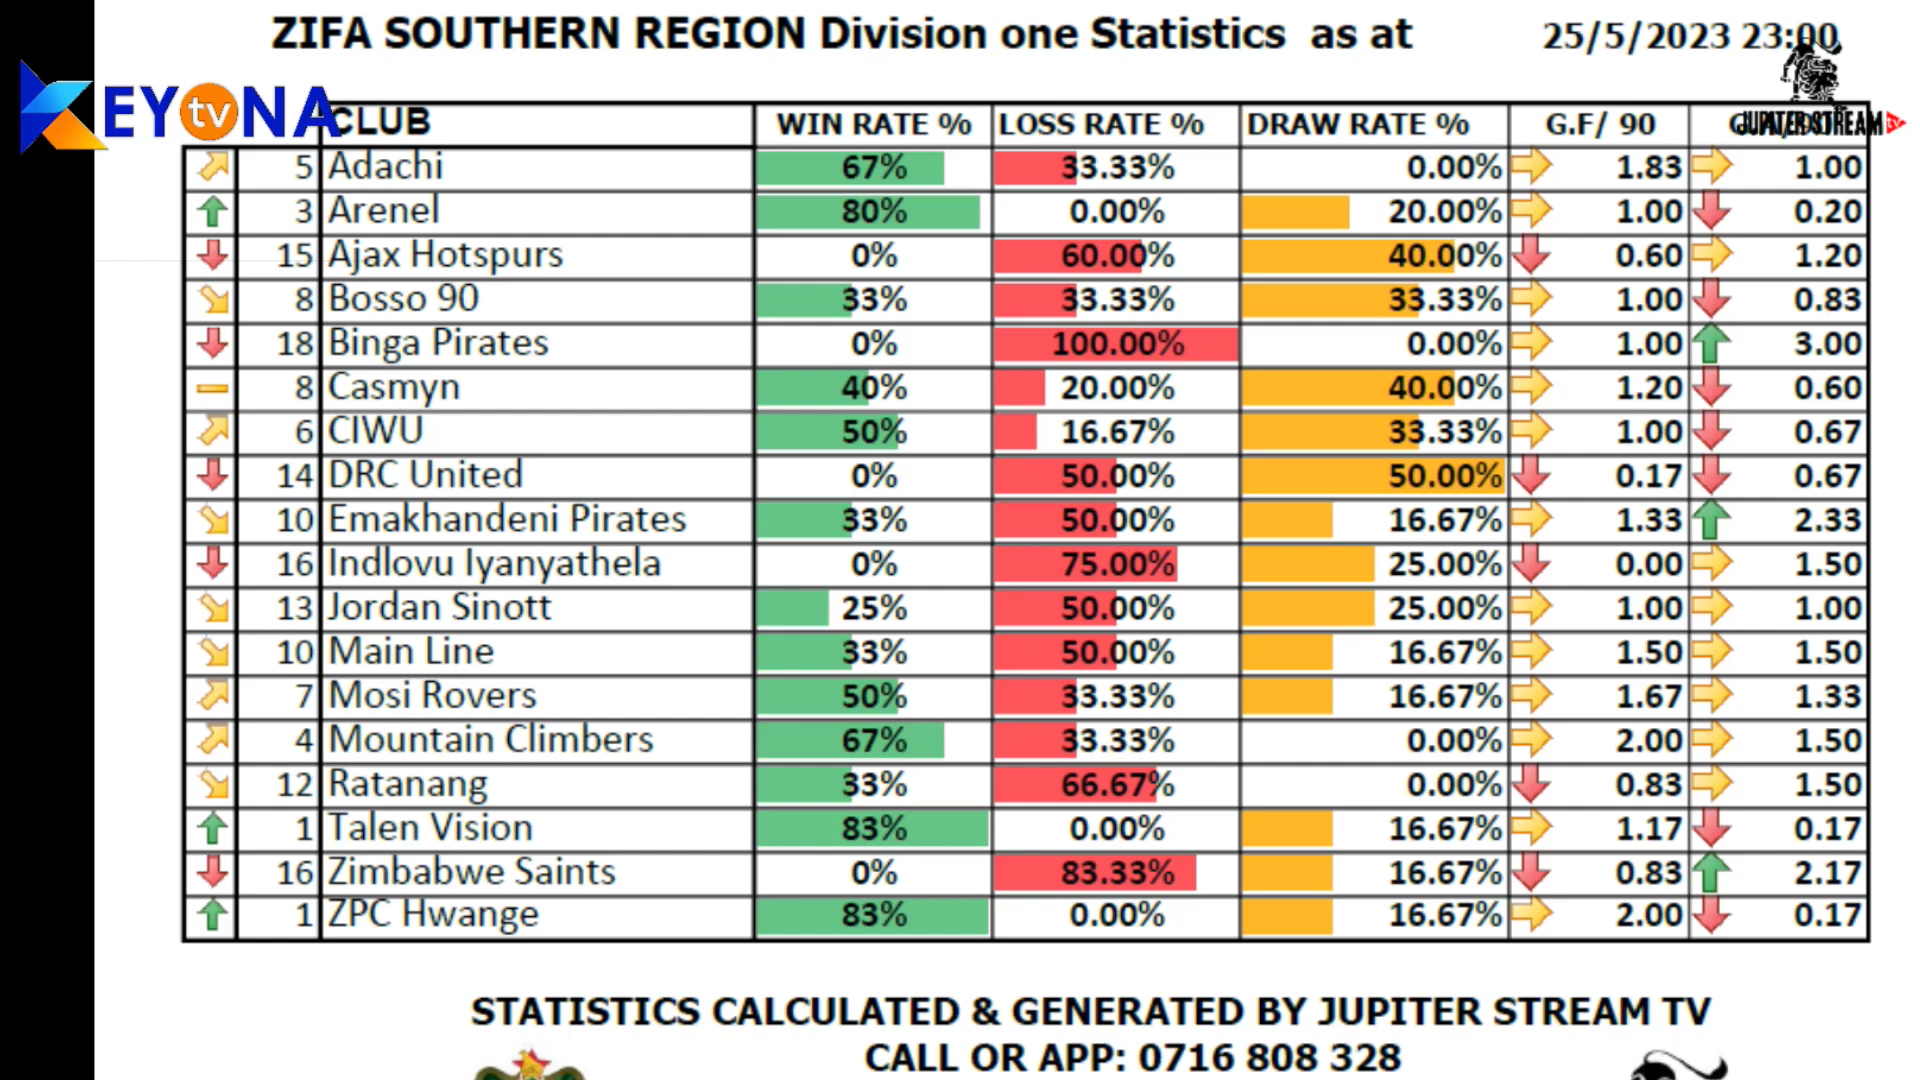 ZIFA SOUTHERN REGION Division one Statistics as at 25/5/2023 23:00
KEYONA tv
JUPITER STREAM tv
CLUB WIN RATE % LOSS RATE % DRAW RATE % G.F/ 90
5 Adachi 67% 33.33% 0.00% 1.83 1.00
3 Arenel 80% 0.00% 20.00% 1.00 0.20
15 Ajax Hotspurs 0% 60.00% 40.00% 0.60 1.20
8 Bosso 90 33% 33.33% 33.33% 1.00 0.83
18 Binga Pirates 0% 100.00% 0.00% 1.00 3.00
8 Casmyn 40% 20.00% 40.00% 1.20 0.60
6 CIWU 50% 16.67% 33.33% 1.00 0.67
14 DRC United 0% 50.00% 50.00% 0.17 0.67
10 Emakhandeni Pirates 33% 50.00% 16.67% 1.33 2.33
16 Indlovu Iyanyathela 0% 75.00% 25.00% 0.00 1.50
13 Jordan Sinott 25% 50.00% 25.00% 1.00 1.00
10 Main Line 33% 50.00% 16.67% 1.50 1.50
7 Mosi Rovers 50% 33.33% 16.67% 1.67 1.33
4 Mountain Climbers 67% 33.33% 0.00% 2.00 1.50
12 Ratanang 33% 66.67% 0.00% 0.83 1.50
1 Talen Vision 83% 0.00% 16.67% 1.17 0.17
16 Zimbabwe Saints 0% 83.33% 16.67% 0.83 2.17
1 ZPC Hwange 83% 0.00% 16.67% 2.00 0.17
STATISTICS CALCULATED & GENERATED BY JUPITER STREAM TV
CALL OR APP: 0716 808 328